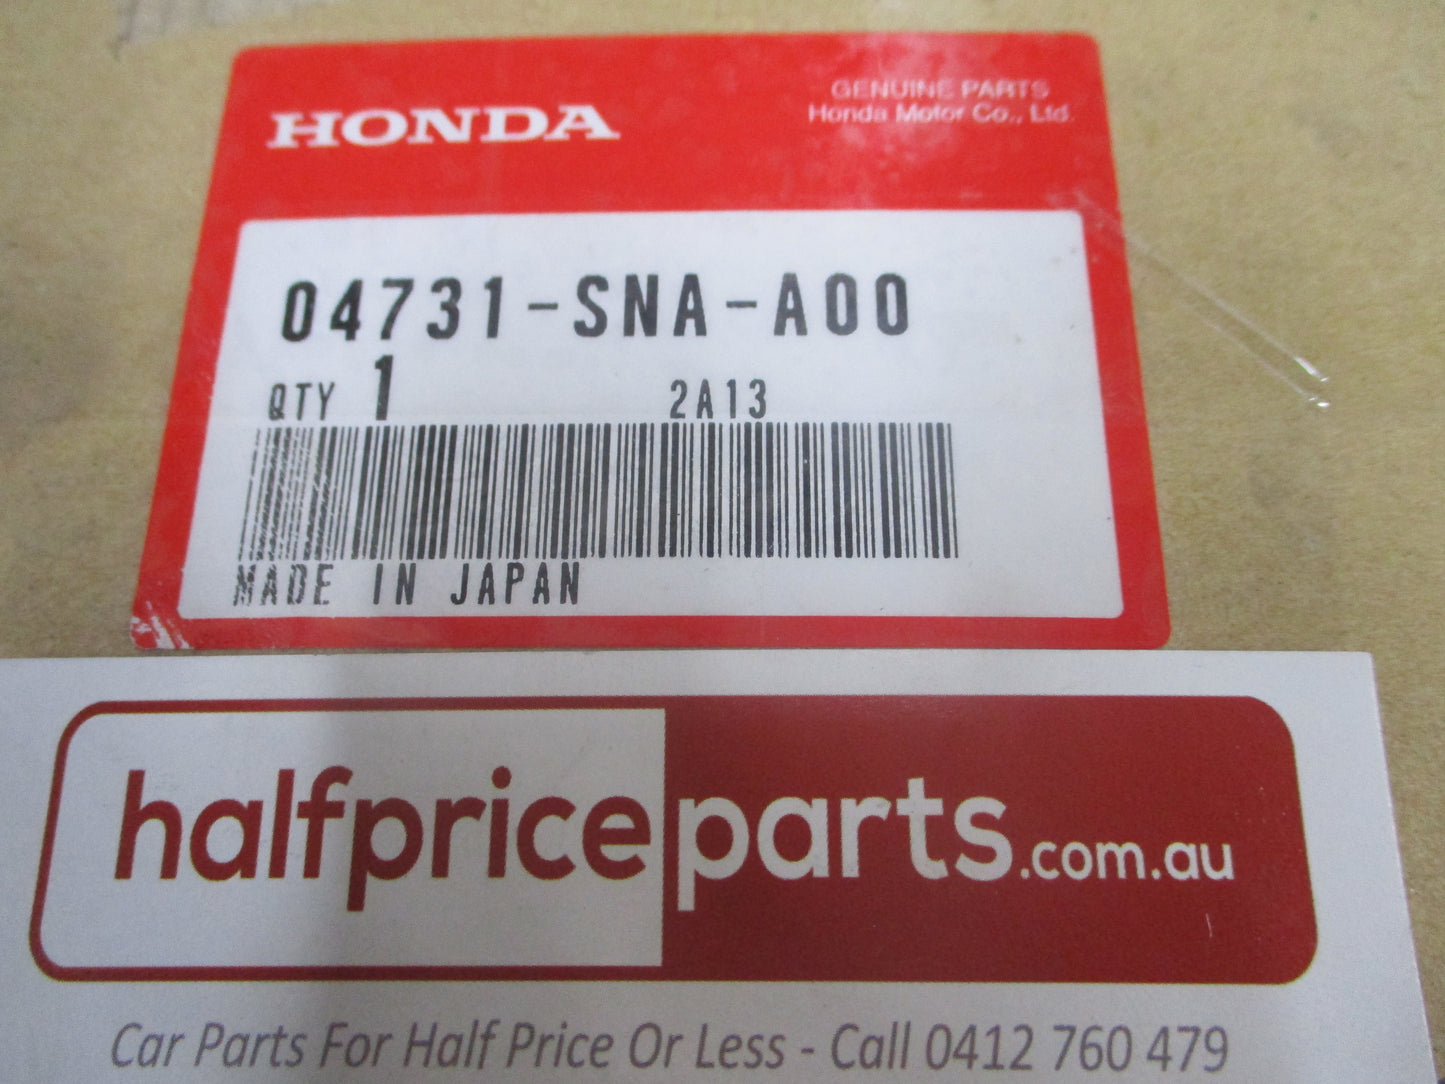 HONDA
GENUINE PARTS
Honda Motor Co., Ltd.
04731-SNA-A00
QTY 1 2A13
MADE IN JAPAN
halfpriceparts.com.au
Car Parts For Half Price Or Less - Call 0412 760 479